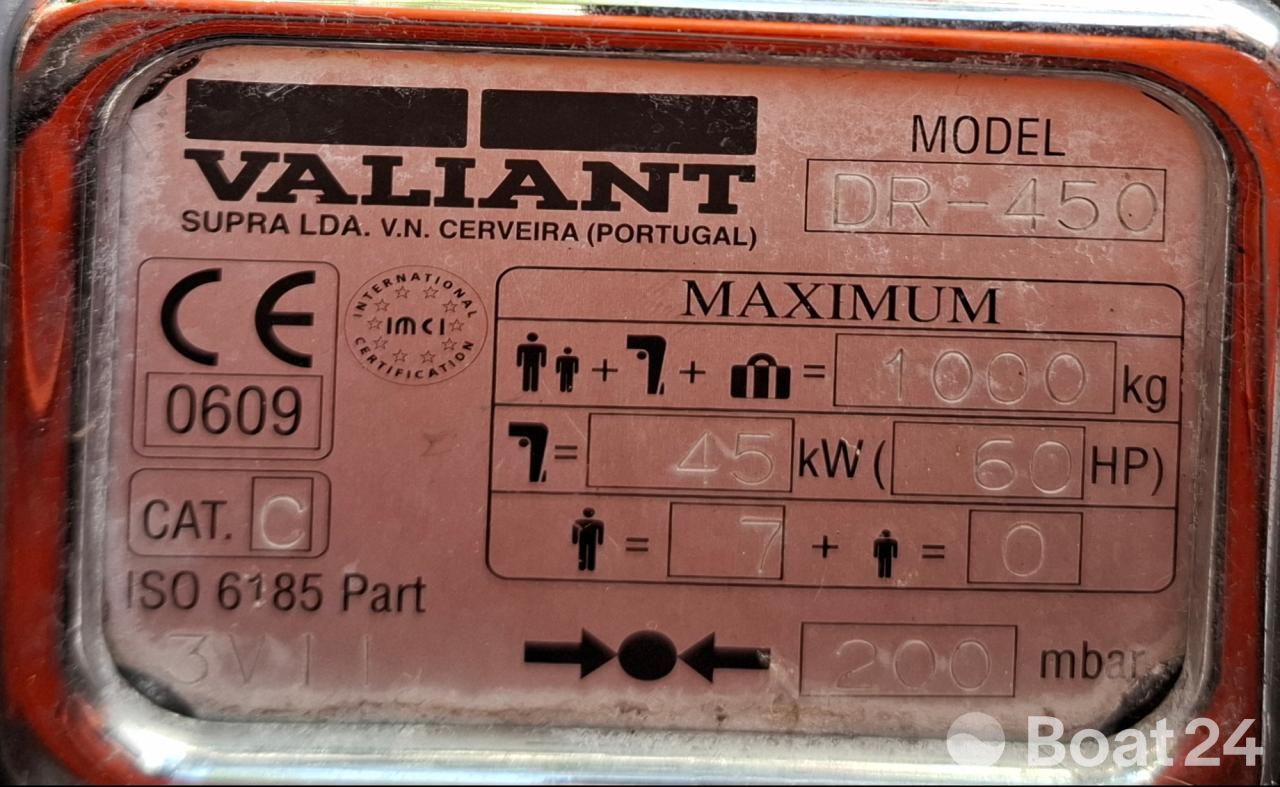 VALIANT
SUPRA LDA. V.N. CERVEIRA (PORTUGAL)
MODEL
DR-450
CE
0609
INTERNATIONAL
IMCI
CERTIFICATION
CAT. C
ISO 6185 Part
3VII
MAXIMUM
+ + = 1000 kg
= 45 kW ( 60 HP)
= 7 + = 0
200 mbar
Boat24